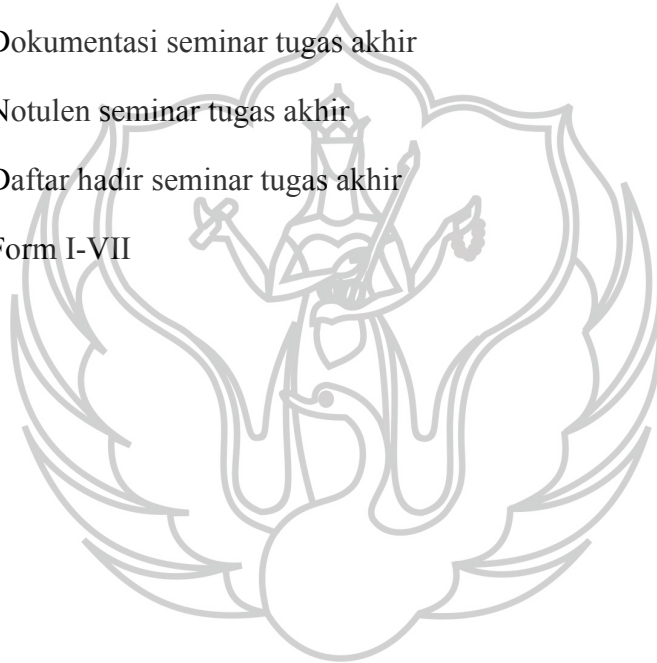 Dokumentasi seminar tugas akhir
Notulen seminar tugas akhir
Daftar hadir seminar tugas akhir
Form I-VII